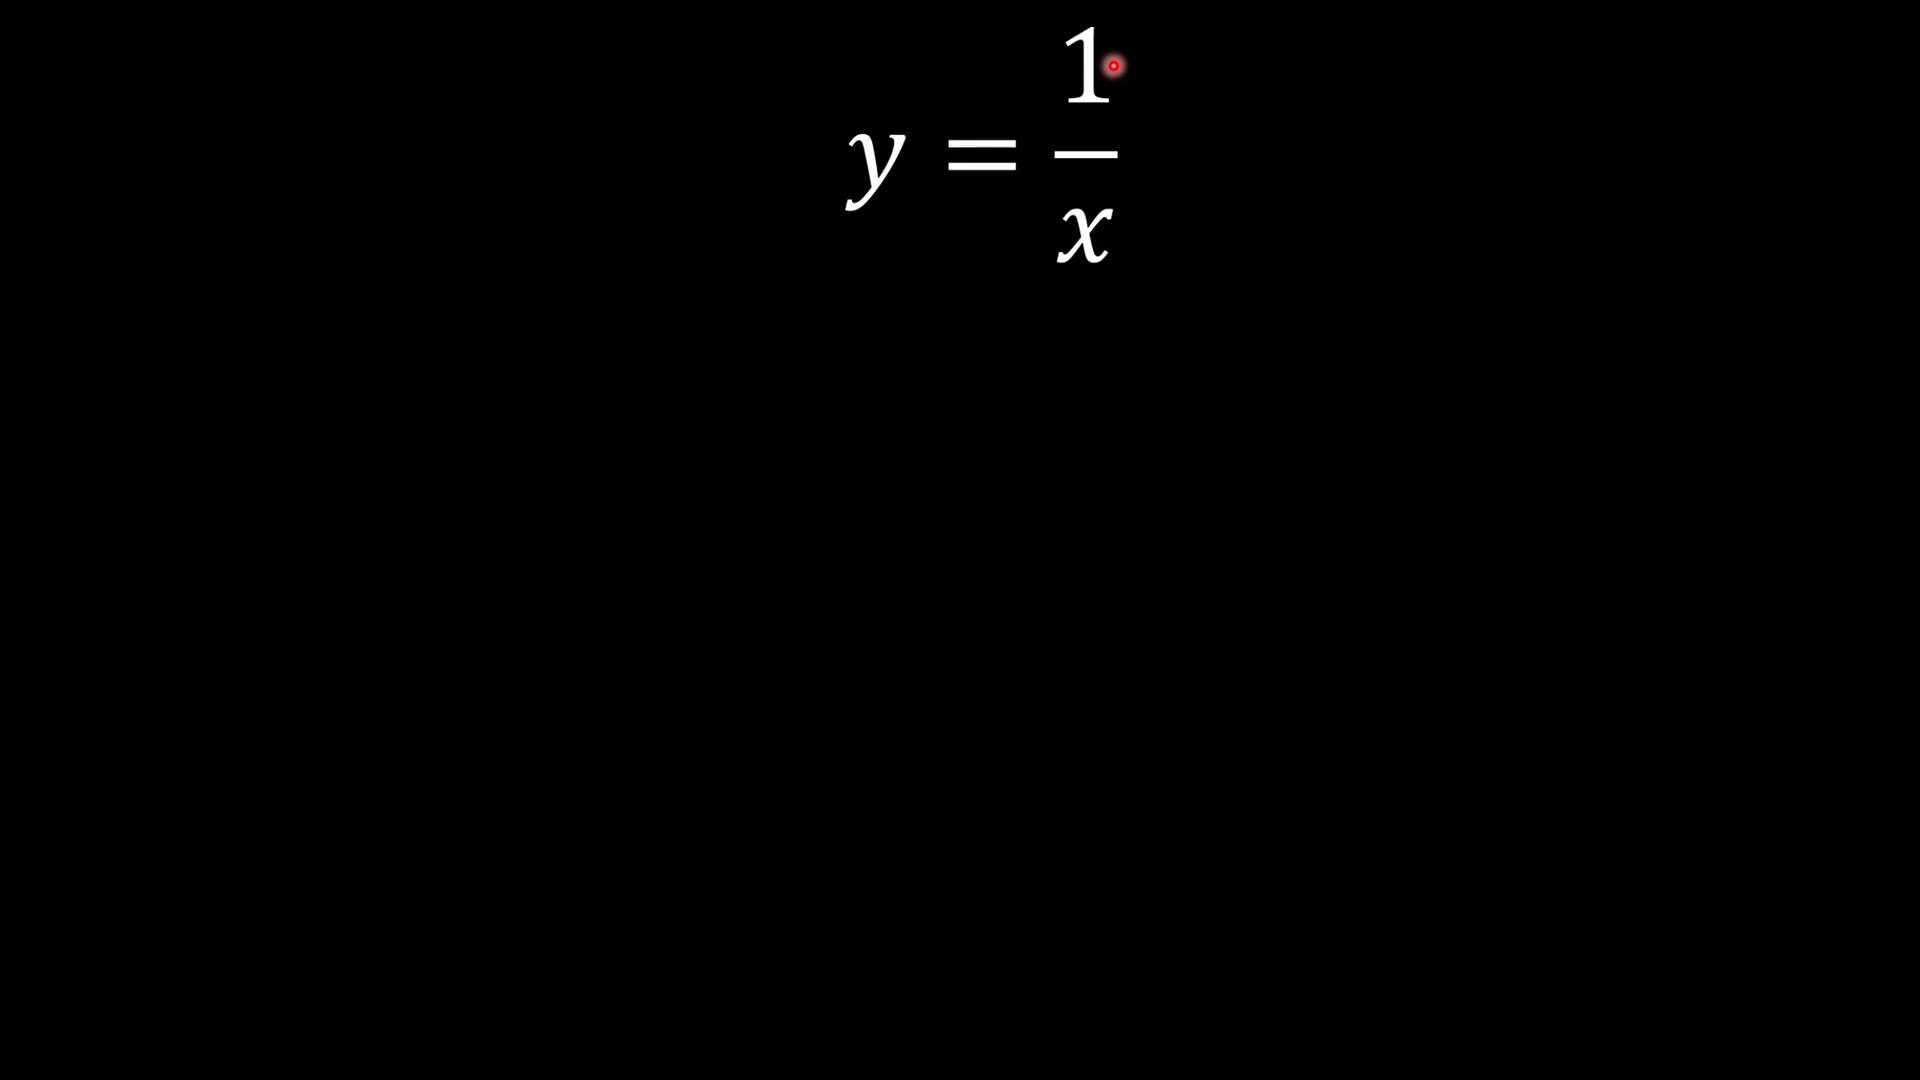 y = 1/x